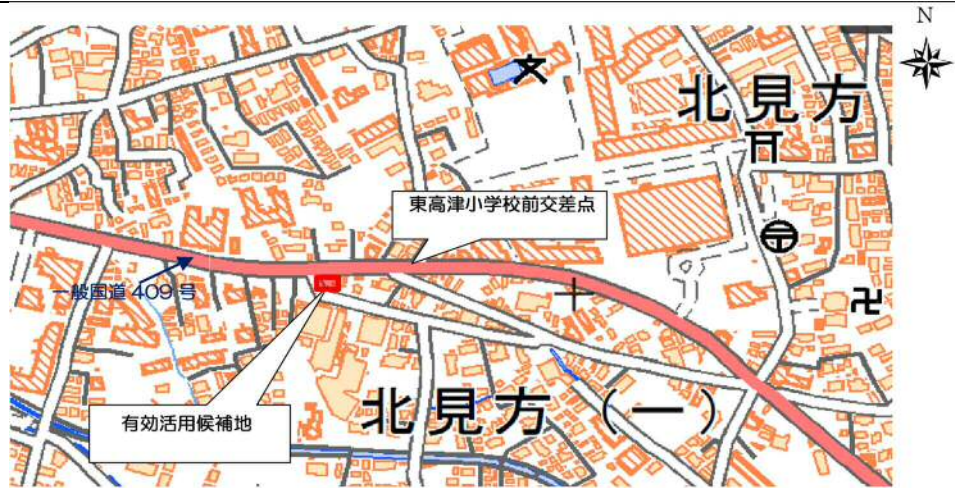 N
北見方
東高津小学校前交差点
一般国道409号
有効活用候補地
北見方(一)